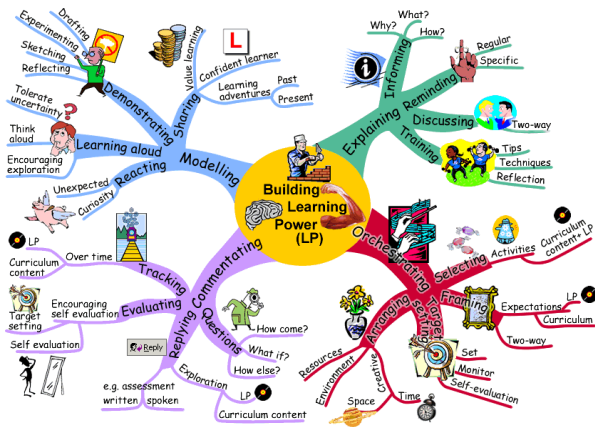 Building
Learning
Power
(LP)
Modelling
Demonstrating
Drafting
Experimenting
Sketching
Reflecting
Sharing
Value learning
L
Confident learner
Learning
adventures
Past
Present
Learning aloud
Tolerate
uncertainty
?
Think
aloud
Encouraging
exploration
Reacting
Unexpected
Curiosity
Explaining
Informing
Why?
What?
How?
i
Reminding
Regular
Specific
Discussing
Two-way
Training
Tips
Techniques
Reflection
Orchestrating
Selecting
Activities
Curriculum
content+ LP
Framing
Expectations
LP
Curriculum
Two-way
Target
setting
Set
Monitor
Self-evaluation
Arranging
Resources
Environment
Creative
Space
Time
Commentating
Tracking
Over time
LP
Curriculum
content
Evaluating
Encouraging
self evaluation
Target
setting
Self evaluation
Replying
Reply
e.g. assessment
written
spoken
Questions
How come?
What if?
How else?
Exploration
LP
Curriculum content